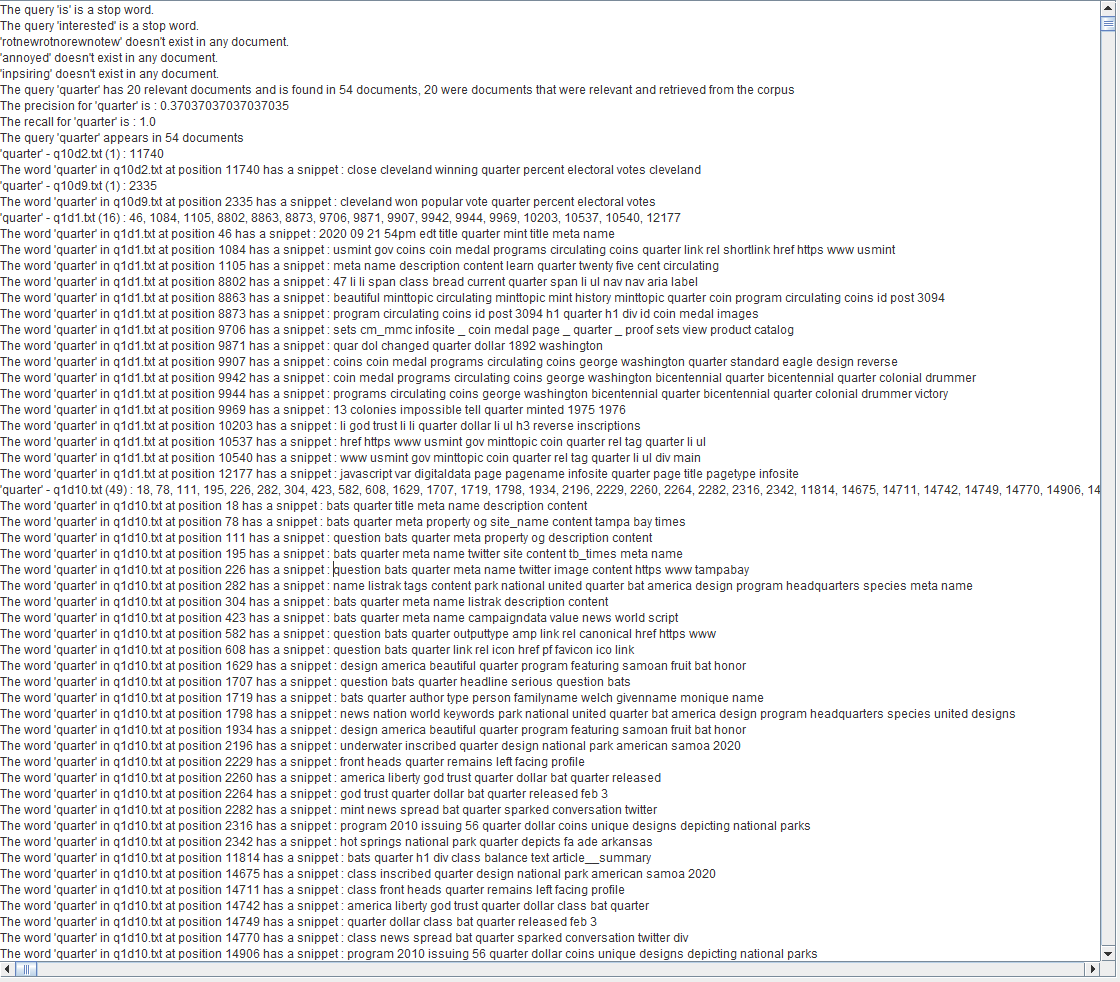 The query 'is' is a stop word.
The query 'interested' is a stop word.
'rotnewrotnorewnotew' doesn't exist in any document.
'annoyed' doesn't exist in any document.
'inpsiring' doesn't exist in any document.
The query 'quarter' has 20 relevant documents and is found in 54 documents, 20 were documents that were relevant and retrieved from the corpus
The precision for 'quarter' is : 0.37037037037037035
The recall for 'quarter' is : 1.0
The query 'quarter' appears in 54 documents
'quarter' - q10d2.txt (1) : 11740
The word 'quarter' in q10d2.txt at position 11740 has a snippet : close cleveland winning quarter percent electoral votes cleveland
'quarter' - q10d9.txt (1) : 2335
The word 'quarter' in q10d9.txt at position 2335 has a snippet : cleveland won popular vote quarter percent electoral votes
'quarter' - q1d1.txt (16) : 46, 1084, 1105, 8802, 8863, 8873, 9706, 9871, 9907, 9942, 9944, 9969, 10203, 10537, 10540, 12177
The word 'quarter' in q1d1.txt at position 46 has a snippet : 2020 09 21 54pm edt title quarter mint title meta name
The word 'quarter' in q1d1.txt at position 1084 has a snippet : usmint gov coins coin medal programs circulating coins quarter link rel shortlink href https www usmint
The word 'quarter' in q1d1.txt at position 1105 has a snippet : meta name description content learn quarter twenty five cent circulating
The word 'quarter' in q1d1.txt at position 8802 has a snippet : 47 li li span class bread current quarter span li ul nav nav aria label
The word 'quarter' in q1d1.txt at position 8863 has a snippet : beautiful minttopic circulating minttopic mint history minttopic quarter coin program circulating coins id post 3094
The word 'quarter' in q1d1.txt at position 8873 has a snippet : program circulating coins id post 3094 h1 quarter h1 div id coin medal images
The word 'quarter' in q1d1.txt at position 9706 has a snippet : sets cm_mmc infosite _ coin medal page _ quarter _ proof sets view product catalog
The word 'quarter' in q1d1.txt at position 9871 has a snippet : quar dol changed quarter dollar 1892 washington
The word 'quarter' in q1d1.txt at position 9907 has a snippet : coins coin medal programs circulating coins george washington quarter standard eagle design reverse
The word 'quarter' in q1d1.txt at position 9942 has a snippet : coin medal programs circulating coins george washington bicentennial quarter bicentennial quarter colonial drummer
The word 'quarter' in q1d1.txt at position 9944 has a snippet : programs circulating coins george washington bicentennial quarter bicentennial quarter colonial drummer victory
The word 'quarter' in q1d1.txt at position 9969 has a snippet : 13 colonies impossible tell quarter minted 1975 1976
The word 'quarter' in q1d1.txt at position 10203 has a snippet : li god trust li li quarter dollar li ul h3 reverse inscriptions
The word 'quarter' in q1d1.txt at position 10537 has a snippet : href https www usmint gov minttopic coin quarter rel tag quarter li ul
The word 'quarter' in q1d1.txt at position 10540 has a snippet : www usmint gov minttopic coin quarter rel tag quarter li ul div main
The word 'quarter' in q1d1.txt at position 12177 has a snippet : javascript var digitaldata page pagename infosite quarter page title pagetype infosite
'quarter' - q1d10.txt (49) : 18, 78, 111, 195, 226, 282, 304, 423, 582, 608, 1629, 1707, 1719, 1798, 1934, 2196, 2229, 2260, 2264, 2282, 2316, 2342, 11814, 14675, 14711, 14742, 14749, 14770, 14906, 14
The word 'quarter' in q1d10.txt at position 18 has a snippet : bats quarter title meta name description content
The word 'quarter' in q1d10.txt at position 78 has a snippet : bats quarter meta property og site_name content tampa bay times
The word 'quarter' in q1d10.txt at position 111 has a snippet : question bats quarter meta property og description content
The word 'quarter' in q1d10.txt at position 195 has a snippet : bats quarter meta name twitter site content tb_times meta name
The word 'quarter' in q1d10.txt at position 226 has a snippet : question bats quarter meta name twitter image content https www tampabay
The word 'quarter' in q1d10.txt at position 282 has a snippet : name listrak tags content park national united quarter bat america design program headquarters species meta name
The word 'quarter' in q1d10.txt at position 304 has a snippet : bats quarter meta name listrak description content
The word 'quarter' in q1d10.txt at position 423 has a snippet : bats quarter meta name campaigndata value news world script
The word 'quarter' in q1d10.txt at position 582 has a snippet : question bats quarter outputtype amp link rel canonical href https www
The word 'quarter' in q1d10.txt at position 608 has a snippet : question bats quarter link rel icon href pf favicon ico link
The word 'quarter' in q1d10.txt at position 1629 has a snippet : design america beautiful quarter program featuring samoan fruit bat honor
The word 'quarter' in q1d10.txt at position 1707 has a snippet : question bats quarter headline serious question bats
The word 'quarter' in q1d10.txt at position 1719 has a snippet : bats quarter author type person familyname welch givenname monique name
The word 'quarter' in q1d10.txt at position 1798 has a snippet : news nation world keywords park national united quarter bat america design program headquarters species united designs
The word 'quarter' in q1d10.txt at position 1934 has a snippet : design america beautiful quarter program featuring samoan fruit bat honor
The word 'quarter' in q1d10.txt at position 2196 has a snippet : underwater inscribed quarter design national park american samoa 2020
The word 'quarter' in q1d10.txt at position 2229 has a snippet : front heads quarter remains left facing profile
The word 'quarter' in q1d10.txt at position 2260 has a snippet : america liberty god trust quarter dollar bat quarter released
The word 'quarter' in q1d10.txt at position 2264 has a snippet : god trust quarter dollar bat quarter released feb 3
The word 'quarter' in q1d10.txt at position 2282 has a snippet : mint news spread bat quarter sparked conversation twitter
The word 'quarter' in q1d10.txt at position 2316 has a snippet : program 2010 issuing 56 quarter dollar coins unique designs depicting national parks
The word 'quarter' in q1d10.txt at position 2342 has a snippet : hot springs national park quarter depicts fa ade arkansas
The word 'quarter' in q1d10.txt at position 11814 has a snippet : bats quarter h1 div class balance text article__summary
The word 'quarter' in q1d10.txt at position 14675 has a snippet : class inscribed quarter design national park american samoa 2020
The word 'quarter' in q1d10.txt at position 14711 has a snippet : class front heads quarter remains left facing profile
The word 'quarter' in q1d10.txt at position 14742 has a snippet : america liberty god trust quarter dollar class bat quarter
The word 'quarter' in q1d10.txt at position 14749 has a snippet : quarter dollar class bat quarter released feb 3
The word 'quarter' in q1d10.txt at position 14770 has a snippet : class news spread bat quarter sparked conversation twitter div
The word 'quarter' in q1d10.txt at position 14906 has a snippet : program 2010 issuing 56 quarter dollar coins unique designs depicting national parks